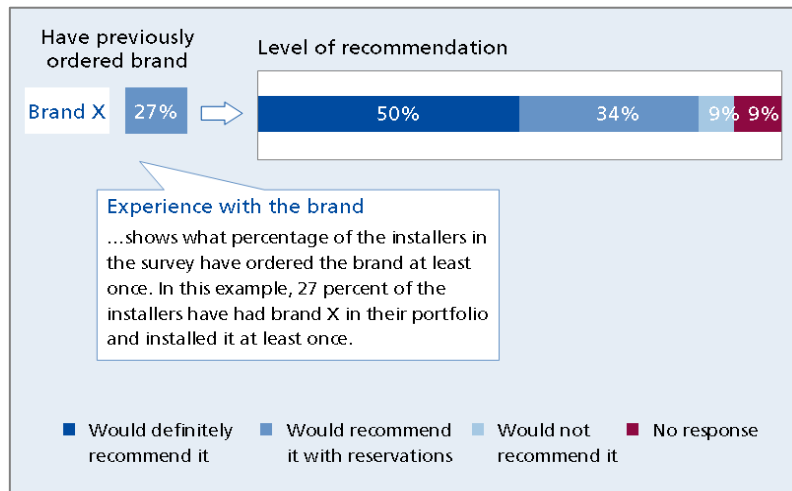 Have previously
ordered brand
Level of recommendation
Brand X
27%
50%
34%
9%
9%
Experience with the brand
...shows what percentage of the installers in
the survey have ordered the brand at least
once. In this example, 27 percent of the
installers have had brand X in their portfolio
and installed it at least once.
Would definitely
recommend it
Would recommend
it with reservations
Would not
recommend it
No response